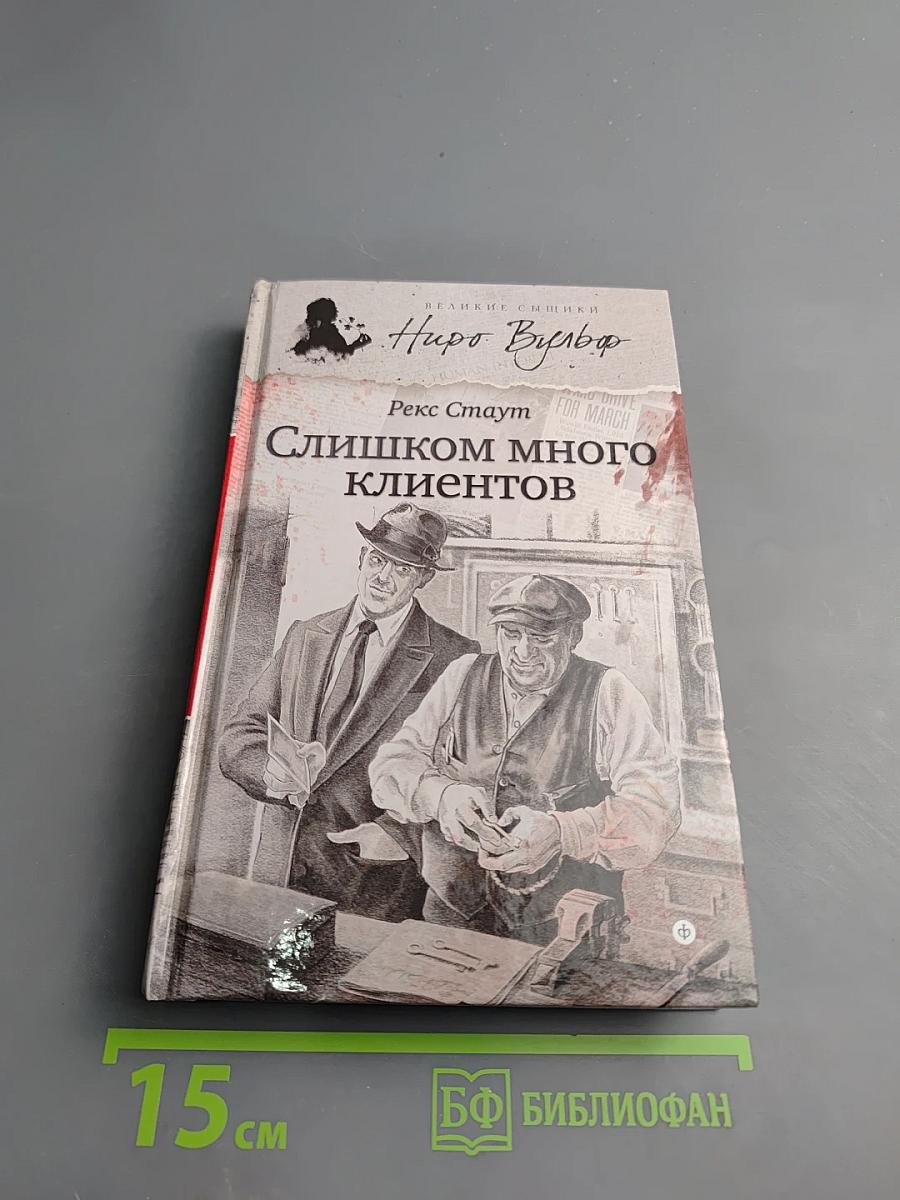 ВЕЛИКИЕ СЫЩИКИ
Ниро Вульф
Рекс Стаут
FOR MARCH
Слишком много
клиентов
ф
15 см
БФ БИБЛИОФАН